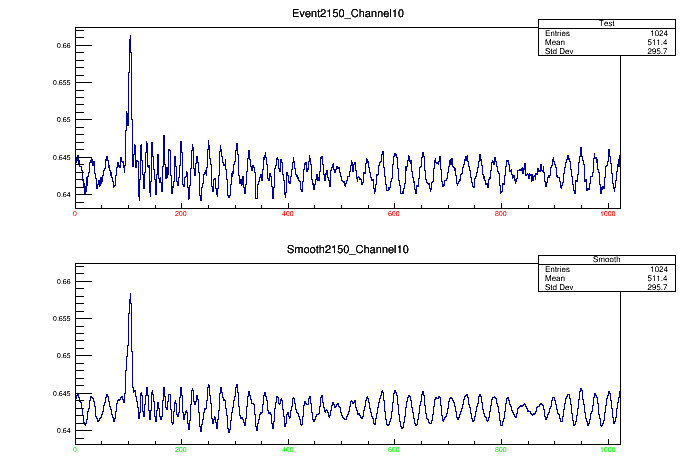 Event2150_Channel10
Test
Entries 1024
Mean 511.4
Std Dev 295.7
0.66
0.655
0.65
0.645
0.64
0 200 400 600 800 1000
Smooth2150_Channel10
Smooth
Entries 1024
Mean 511.4
Std Dev 295.7
0.66
0.655
0.65
0.645
0.64
0 200 400 600 800 1000